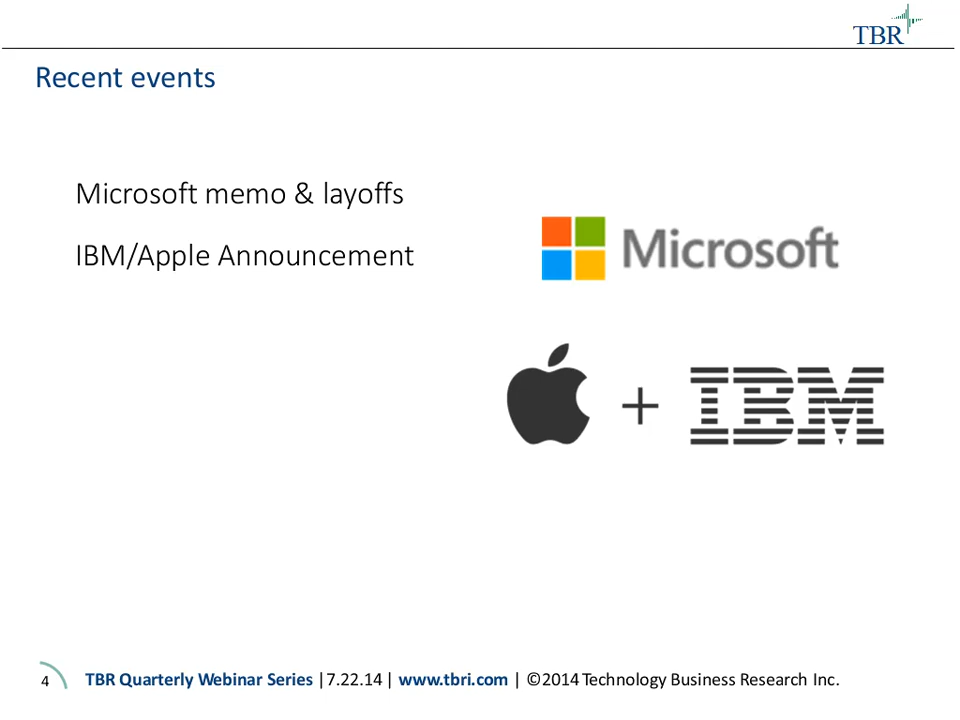 TBR
Recent events
Microsoft memo & layoffs
IBM/Apple Announcement
Microsoft
+ IBM
4 TBR Quarterly Webinar Series |7.22.14 | www.tbri.com | ©2014 Technology Business Research Inc.